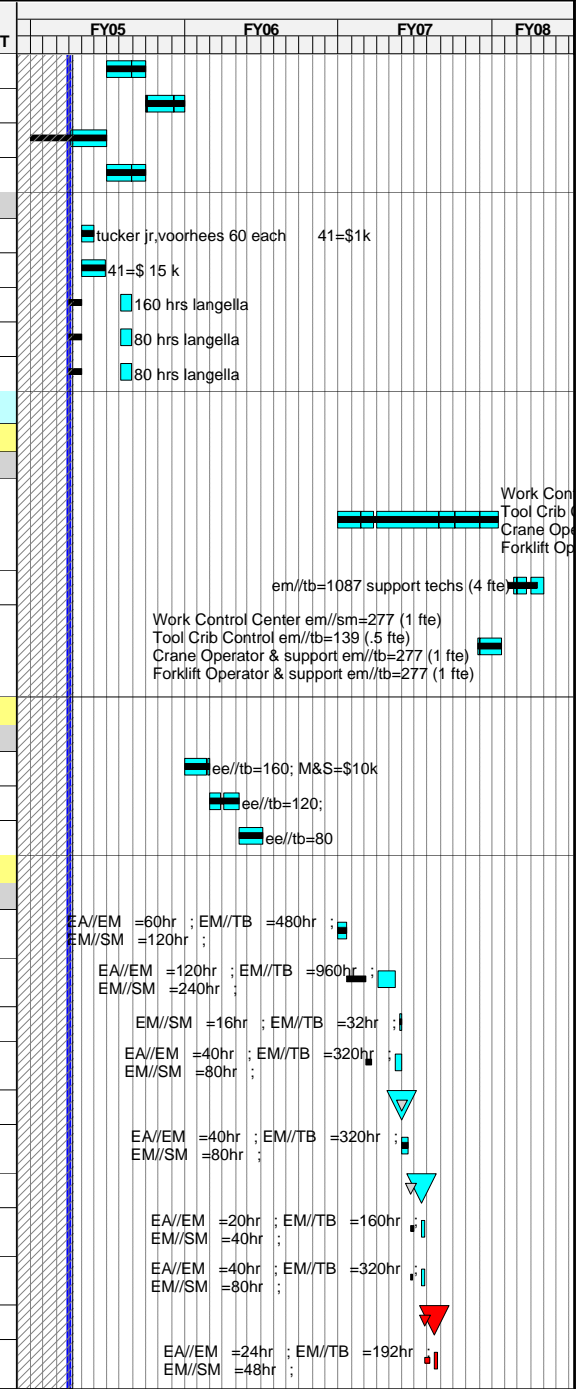 FY05 FY06 FY07 FY08
T
tucker jr,voorhees 60 each 41=$1k
41=$ 15 k
160 hrs langella
80 hrs langella
80 hrs langella
Work Con
Tool Crib
Crane Ope
Forklift Op
em//tb=1087 support techs (4 fte)
Work Control Center em//sm=277 (1 fte)
Tool Crib Control em//tb=139 (.5 fte)
Crane Operator & support em//tb=277 (1 fte)
Forklift Operator & support em//tb=277 (1 fte)
ee//tb=160; M&S=$10k
ee//tb=120;
ee//tb=80
EA//EM =60hr ; EM//TB =480hr ;
EM//SM =120hr ;
EA//EM =120hr ; EM//TB =960hr ;
EM//SM =240hr ;
EM//SM =16hr ; EM//TB =32hr ;
EA//EM =40hr ; EM//TB =320hr ;
EM//SM =80hr ;
EA//EM =40hr ; EM//TB =320hr ;
EM//SM =80hr ;
EA//EM =20hr ; EM//TB =160hr ;
EM//SM =40hr ;
EA//EM =40hr ; EM//TB =320hr ;
EM//SM =80hr ;
EA//EM =24hr ; EM//TB =192hr ;
EM//SM =48hr ;